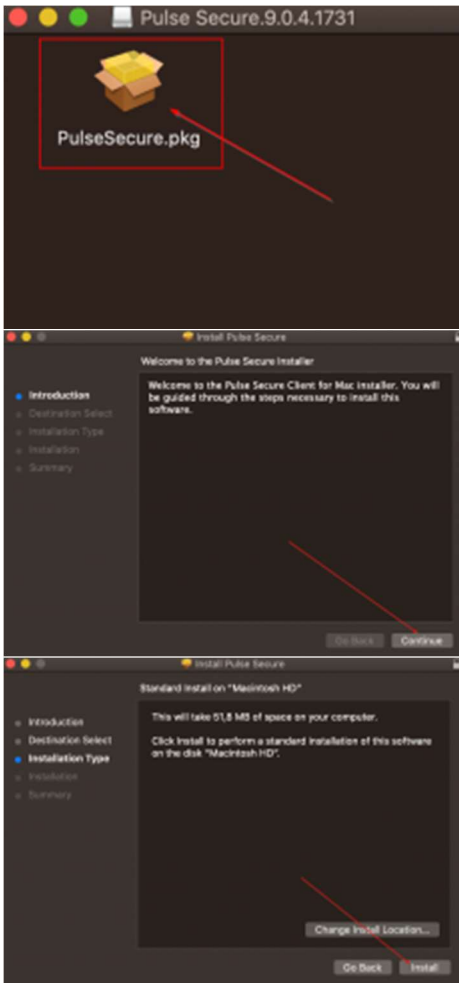 Pulse Secure.9.0.4.1731
PulseSecure.pkg
Install Pulse Secure
Welcome to the Pulse Secure Installer
Introduction
Destination Select
Installation Type
Installation
Summary
Welcome to the Pulse Secure Client for Mac installer. You will
be guided through the steps necessary to install this
software.
Go Back
Continue
Install Pulse Secure
Standard Install on "Macintosh HD"
Introduction
Destination Select
Installation Type
Installation
Summary
This will take 51,8 MB of space on your computer.
Click Install to perform a standard installation of this software
on the disk "Macintosh HD".
Change Install Location...
Go Back
Install